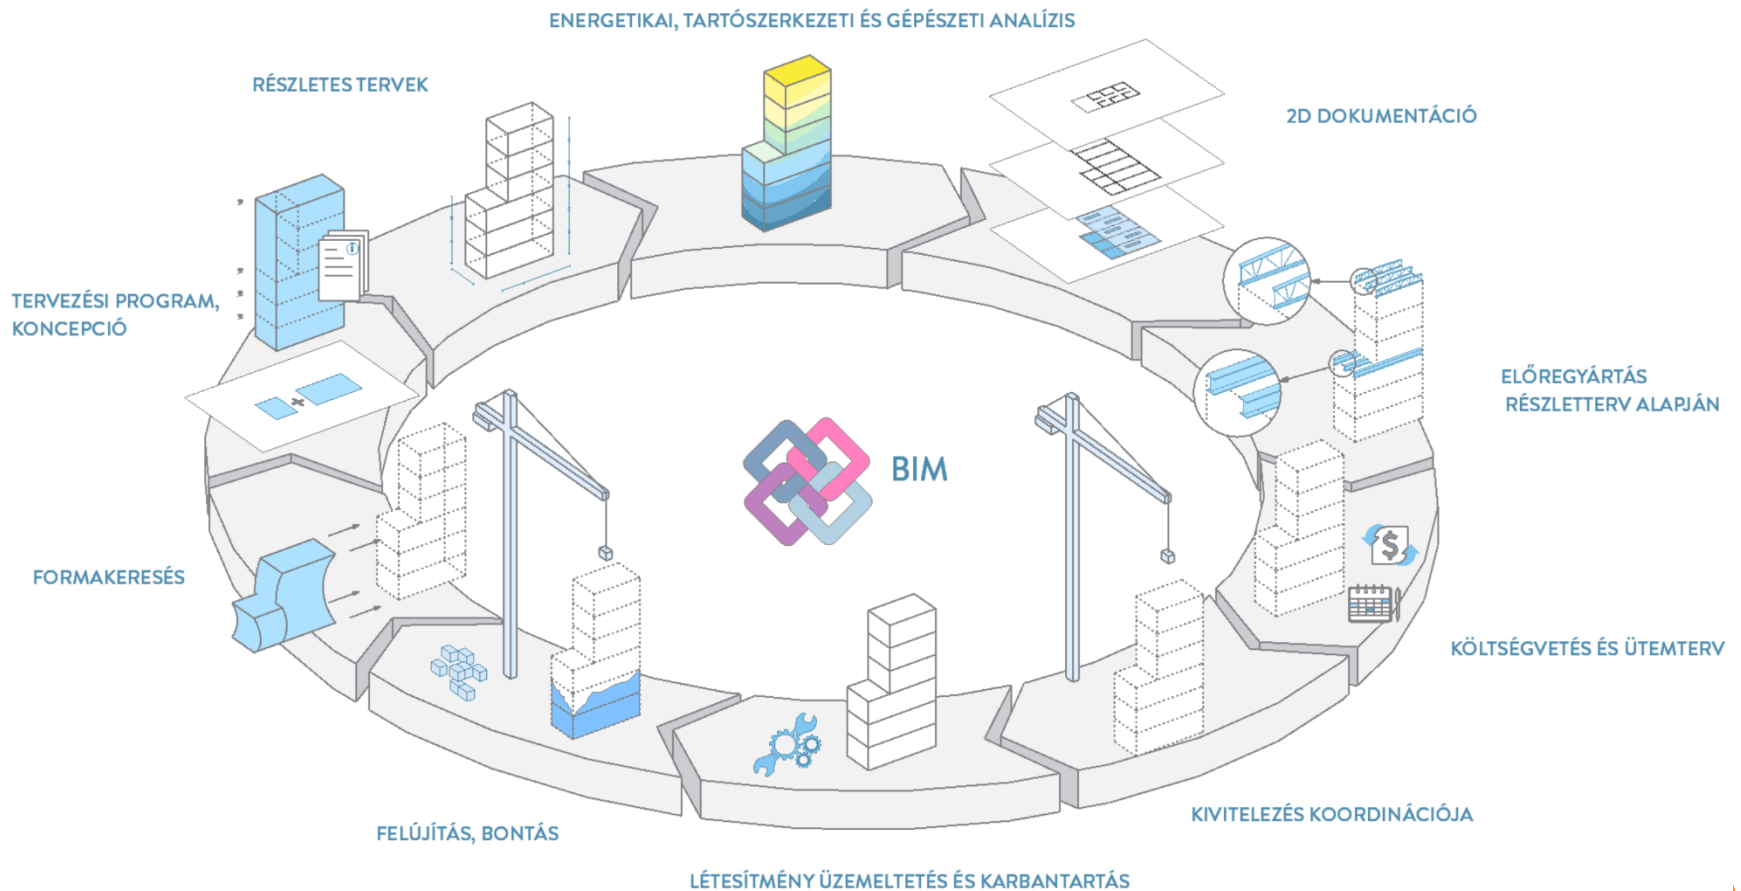 ENERGETIKAI, TARTÓSZERKEZETI ÉS GÉPÉSZETI ANALÍZIS
RÉSZLETES TERVEK
2D DOKUMENTÁCIÓ
TERVEZÉSI PROGRAM,
KONCEPCIÓ
ELŐREGYÁRTÁS
RÉSZLETTERV ALAPJÁN
BIM
FORMAKERESÉS
$
KÖLTSÉGVETÉS ÉS ÜTEMTERV
KIVITELEZÉS KOORDINÁCIÓJA
FELÚJÍTÁS, BONTÁS
LÉTESÍTMÉNY ÜZEMELTETÉS ÉS KARBANTARTÁS